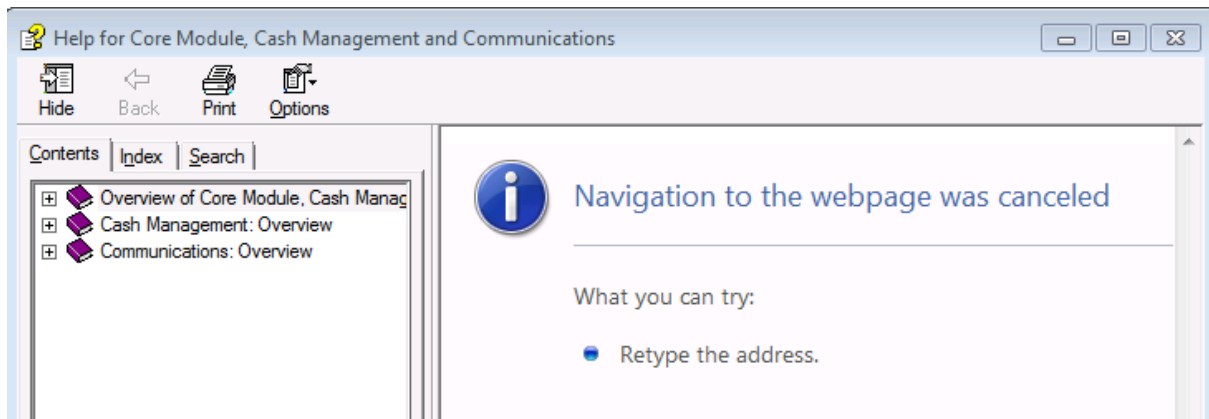 Help for Core Module, Cash Management and Communications
Hide Back Print Options
Contents Index Search
Overview of Core Module, Cash Manag
Cash Management: Overview
Communications: Overview
Navigation to the webpage was canceled
What you can try:
Retype the address.